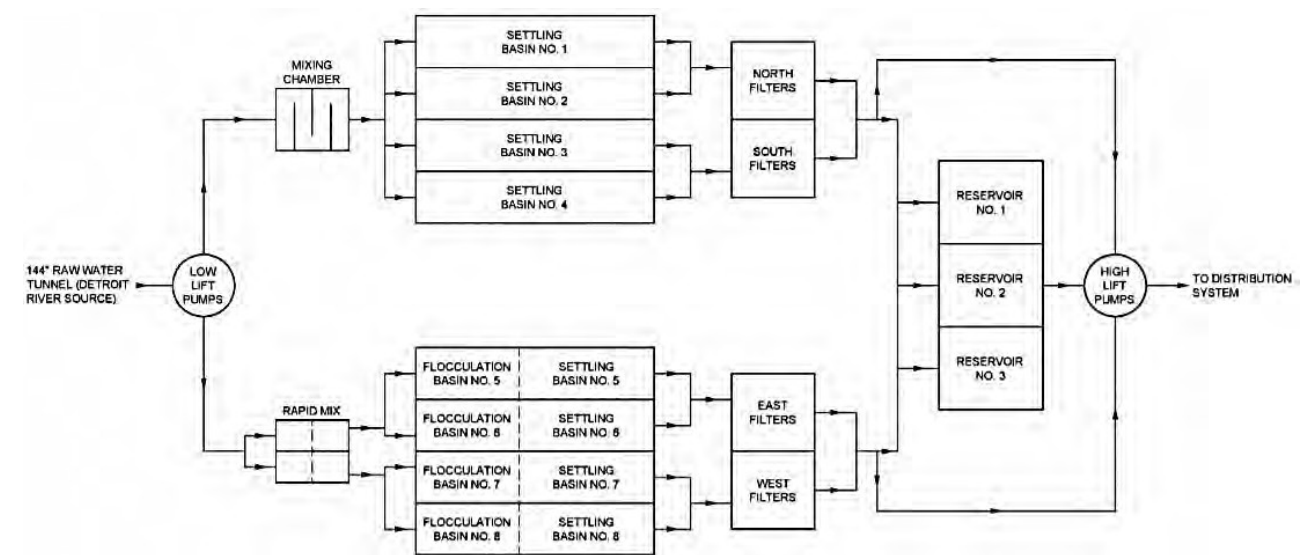 MIXING
CHAMBER
SETTLING
BASIN NO. 1
SETTLING
BASIN NO. 2
SETTLING
BASIN NO. 3
SETTLING
BASIN NO. 4
NORTH
FILTERS
SOUTH
FILTERS
144" RAW WATER
TUNNEL (DETROIT
RIVER SOURCE)
LOW
LIFT
PUMPS
RESERVOIR
NO. 1
RESERVOIR
NO. 2
RESERVOIR
NO. 3
HIGH
LIFT
PUMPS
TO DISTRIBUTION
SYSTEM
RAPID MIX
FLOCCULATION
BASIN NO. 5
SETTLING
BASIN NO. 5
FLOCCULATION
BASIN NO. 6
SETTLING
BASIN NO. 6
FLOCCULATION
BASIN NO. 7
SETTLING
BASIN NO. 7
FLOCCULATION
BASIN NO. 8
SETTLING
BASIN NO. 8
EAST
FILTERS
WEST
FILTERS